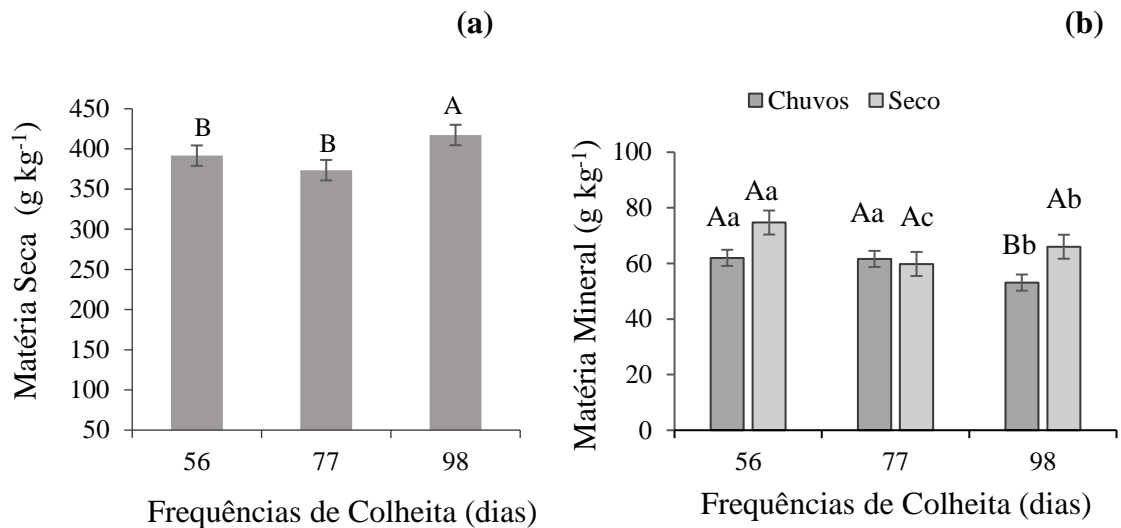 (a)
B
B
A
450
400
350
300
250
200
150
100
50
56
77
98
Matéria Seca (g kg-1)
Frequências de Colheita (dias)
(b)
Chuvos
Seco
Aa
Aa
Aa
Ac
Bb
Ab
100
80
60
40
20
0
56
77
98
Matéria Mineral (g kg-1)
Frequências de Colheita (dias)